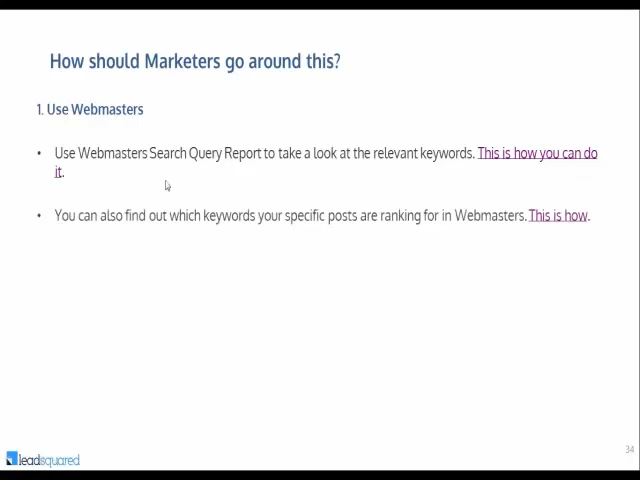 How should Marketers go around this?
1. Use Webmasters
• Use Webmasters Search Query Report to take a look at the relevant keywords. This is how you can do
it.
• You can also find out which keywords your specific posts are ranking for in Webmasters. This is how.
34
leadsquared